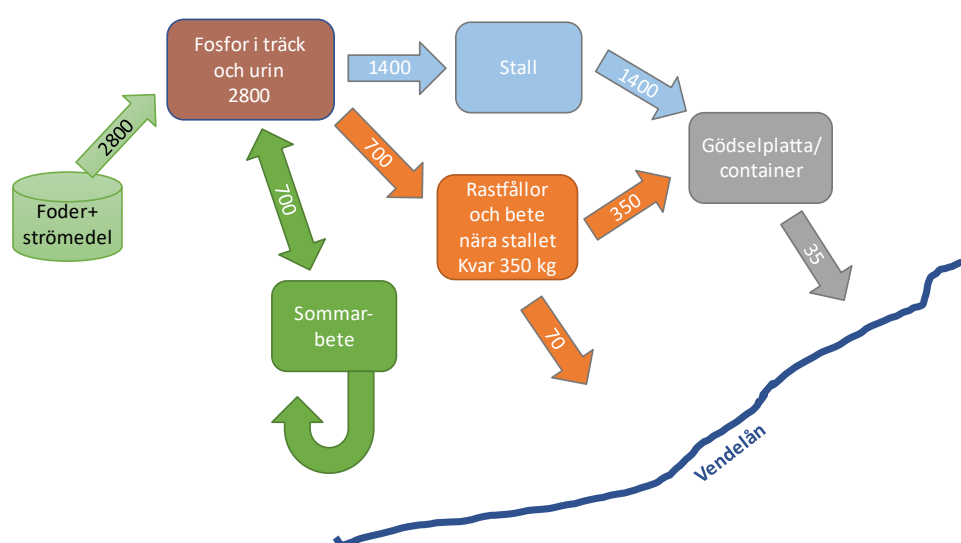 Fosfor i träck
och urin
2800
1400
Stall
1400
2800
700
Gödselplatta/
container
Foder+
strömedel
700
Rastfållor
och bete
nära stallet
Kvar 350 kg
350
35
Sommar-
bete
70
Vendelån